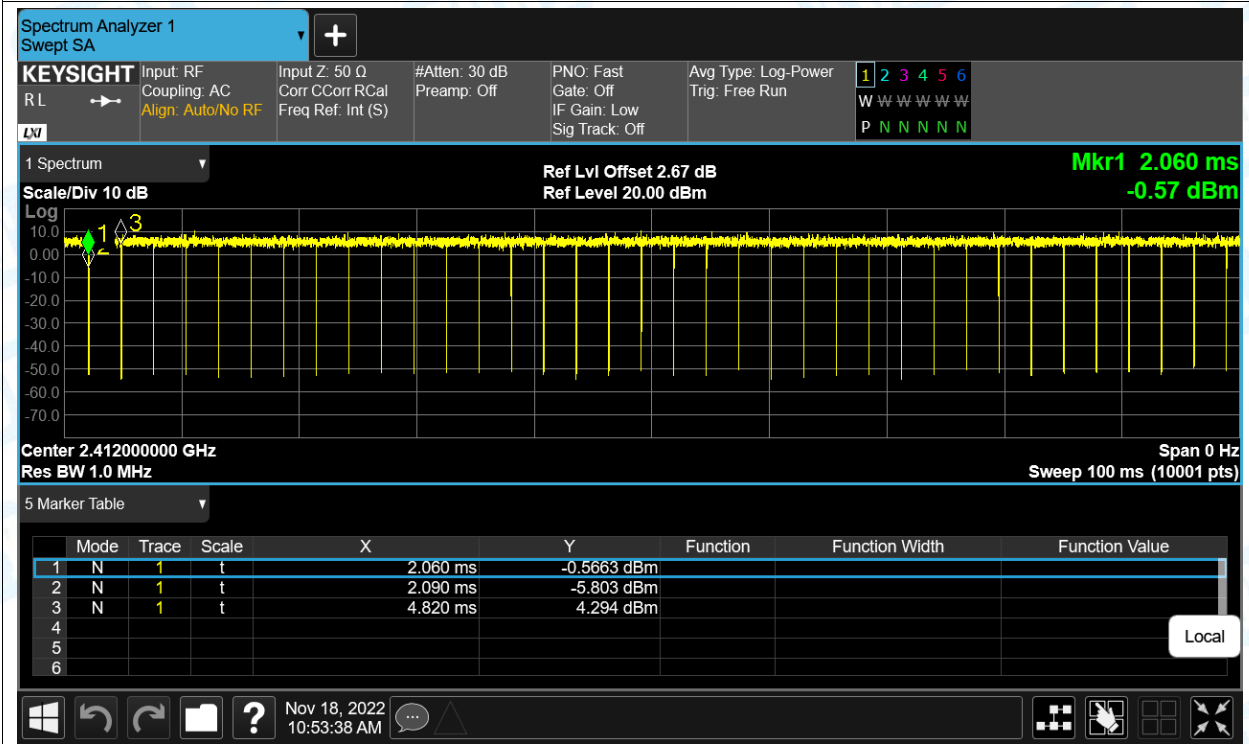 Spectrum Analyzer 1
Swept SA
KEYSIGHT
R L
LXI
Input: RF
Coupling: AC
Align: Auto/No RF
Input Z: 50 Ω
Corr CCorr RCal
Freq Ref: Int (S)
#Atten: 30 dB
Preamp: Off
PNO: Fast
Gate: Off
IF Gain: Low
Sig Track: Off
Avg Type: Log-Power
Trig: Free Run
1 2 3 4 5 6
W W W W W W
P N N N N N
1 Spectrum
Scale/Div 10 dB
Ref Lvl Offset 2.67 dB
Ref Level 20.00 dBm
Mkr1 2.060 ms
-0.57 dBm
Log
10.0
0.00
-10.0
-20.0
-30.0
-40.0
-50.0
-60.0
-70.0
1
2
3
Center 2.412000000 GHz
Res BW 1.0 MHz
Span 0 Hz
Sweep 100 ms (10001 pts)
5 Marker Table
Mode Trace Scale X Y Function Function Width Function Value
1 N 1 t 2.060 ms -0.5663 dBm
2 N 1 t 2.090 ms -5.803 dBm
3 N 1 t 4.820 ms 4.294 dBm
4
5
6
Local
?
Nov 18, 2022
10:53:38 AM